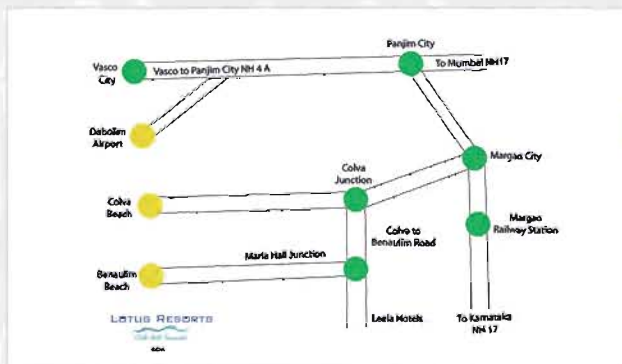 Panjim City
Vasco
City
Vasco to Panjim City NH 4 A
To Mumbai NH17
Dabolim
Airport
Margao City
Colva
Junction
Colva
Beach
Margao
Railway Station
Colva to
Benaulim Road
Maria Hall Junction
Benaulim
Beach
LOTUS RESORTS
GOA
Leela Hotels
To Karnataka
NH 17